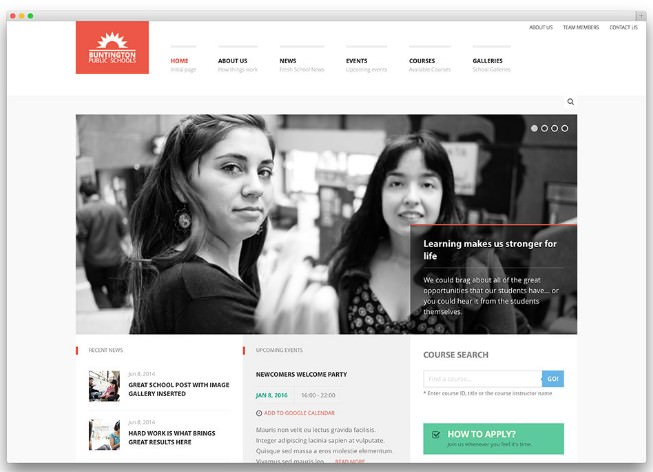 ABOUT US TEAM MEMBERS CONTACT US
BUNTINGTON
PUBLIC SCHOOLS
HOME ABOUT US NEWS EVENTS COURSES GALLERIES
Initial page How things work Fresh School News Upcoming events Available Courses School Galleries
Learning makes us stronger for
life
We could brag about all of the great
opportunities that our students have... or
you could hear it from the students
themselves.
RECENT NEWS
Jun 8, 2016
GREAT SCHOOL POST WITH IMAGE
GALLERY INSERTED
Jun 8, 2016
HARD WORK IS WHAT BRINGS
GREAT RESULTS HERE
UPCOMING EVENTS
NEWCOMERS WELCOME PARTY
JAN 8, 2016 16:00 - 22:00
ADD TO GOOGLE CALENDAR
Mauris non velit eu lectus gravida facilisis.
Integer adipiscing lacinia sapien at vulputate.
Quisque sed massa a eros molestie elementum.
Vivamus sed mauris leo ... READ MORE
COURSE SEARCH
Find a course... GO!
* Enter course ID, title or the course instructor name
HOW TO APPLY?
Join us whenever you feel it's time.